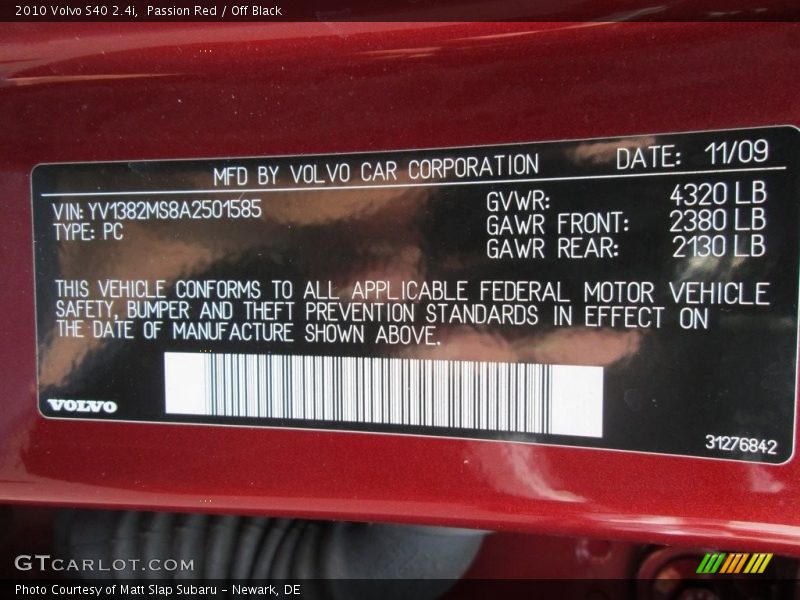 2010 Volvo S40 2.4i, Passion Red / Off Black
MFD BY VOLVO CAR CORPORATION DATE: 11/09
VIN: YV1382MS8A2501585
TYPE: PC
GVWR: 4320 LB
GAWR FRONT: 2380 LB
GAWR REAR: 2130 LB
THIS VEHICLE CONFORMS TO ALL APPLICABLE FEDERAL MOTOR VEHICLE
SAFETY, BUMPER AND THEFT PREVENTION STANDARDS IN EFFECT ON
THE DATE OF MANUFACTURE SHOWN ABOVE.
VOLVO
31276842
GTCARLOT.COM
Photo Courtesy of Matt Slap Subaru - Newark, DE